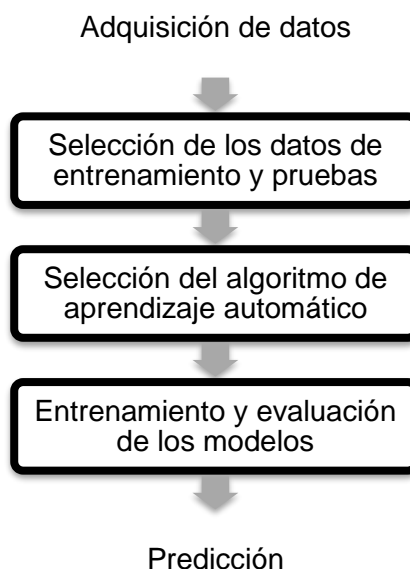 Adquisición de datos
Selección de los datos de
entrenamiento y pruebas
Selección del algoritmo de
aprendizaje automático
Entrenamiento y evaluación
de los modelos
Predicción